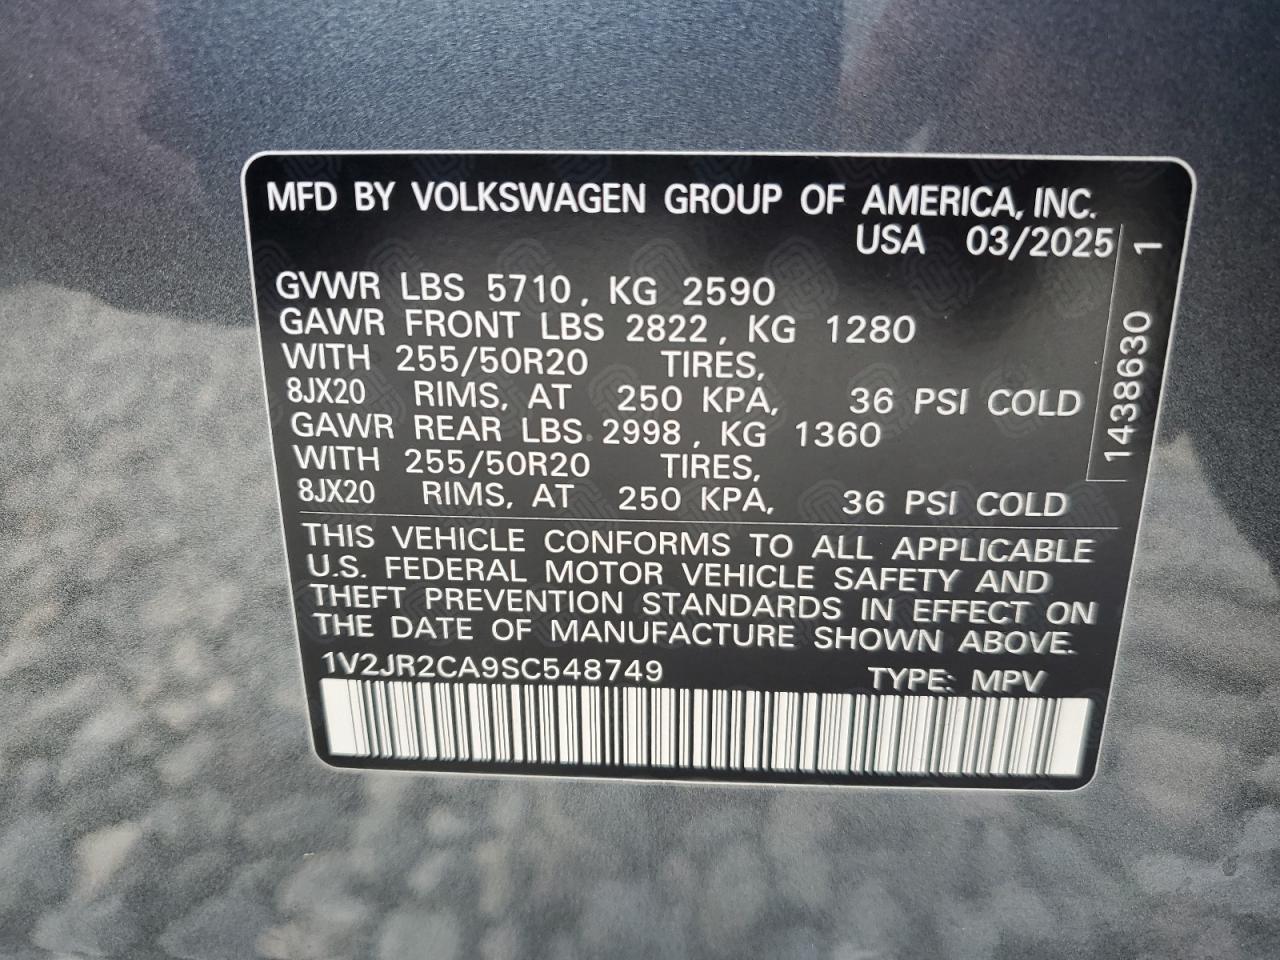 MFD BY VOLKSWAGEN GROUP OF AMERICA, INC.
USA 03/2025
GVWR LBS 5710, KG 2590
GAWR FRONT LBS 2822, KG 1280
WITH 255/50R20 TIRES,
8JX20 RIMS, AT 250 KPA, 36 PSI COLD
GAWR REAR LBS 2998, KG 1360
WITH 255/50R20 TIRES,
8JX20 RIMS, AT 250 KPA, 36 PSI COLD
THIS VEHICLE CONFORMS TO ALL APPLICABLE
U.S. FEDERAL MOTOR VEHICLE SAFETY AND
THEFT PREVENTION STANDARDS IN EFFECT ON
THE DATE OF MANUFACTURE SHOWN ABOVE.
1V2JR2CA9SC548749 TYPE: MPV
1438630 1